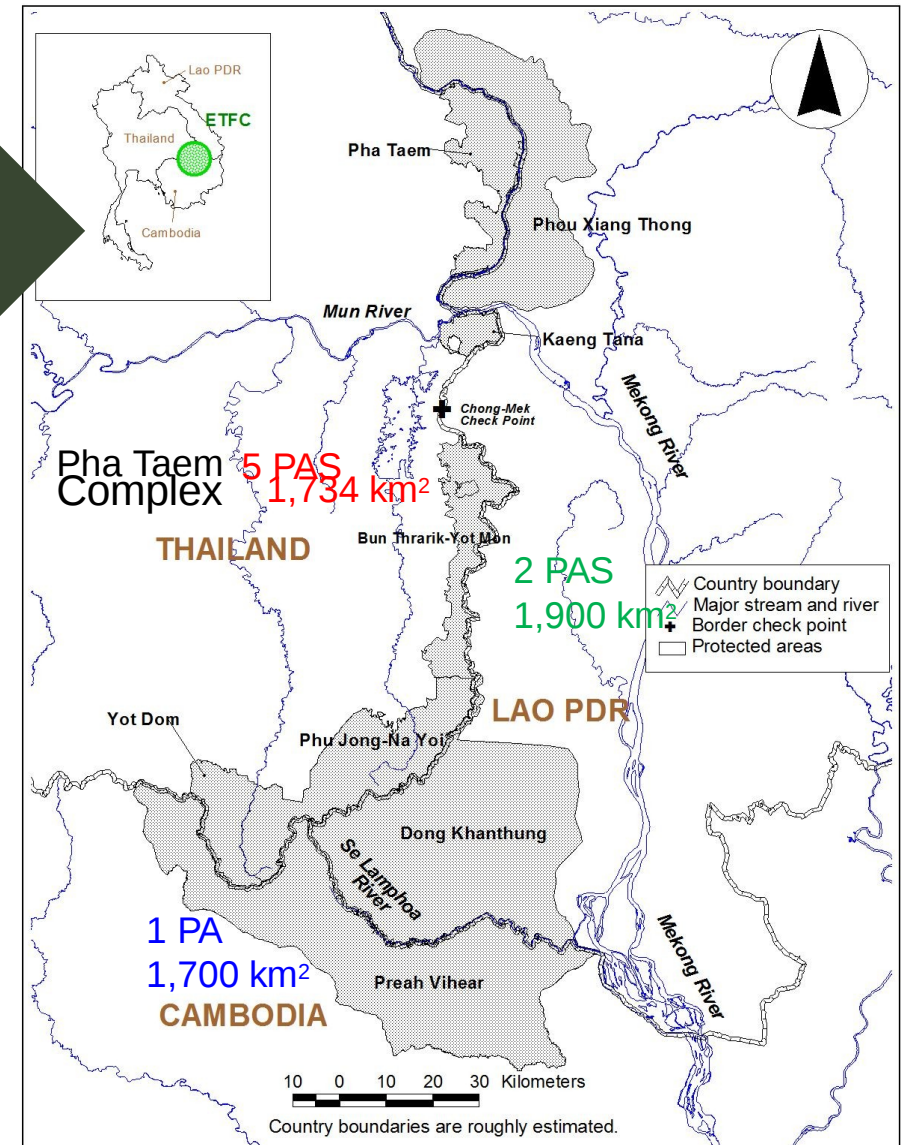 Lao PDR
ETFC
Thailand
Cambodia
Pha Taem
Phou Xiang Thong
Mun River
Kaeng Tana
Chong-Mek
Check Point
Mekong River
Pha Taem
Complex
5 PAS
1,734 km²
THAILAND
Bun Thrarik-Yot Mon
2 PAS
1,900 km²
Country boundary
Major stream and river
Border check point
Protected areas
LAO PDR
Yot Dom
Phu Jong-Na Yoi
Dong Khanthung
Se Lamphoa
River
1 PA
1,700 km²
CAMBODIA
Preah Vihear
Mekong River
10 0 10 20 30 Kilometers
Country boundaries are roughly estimated.